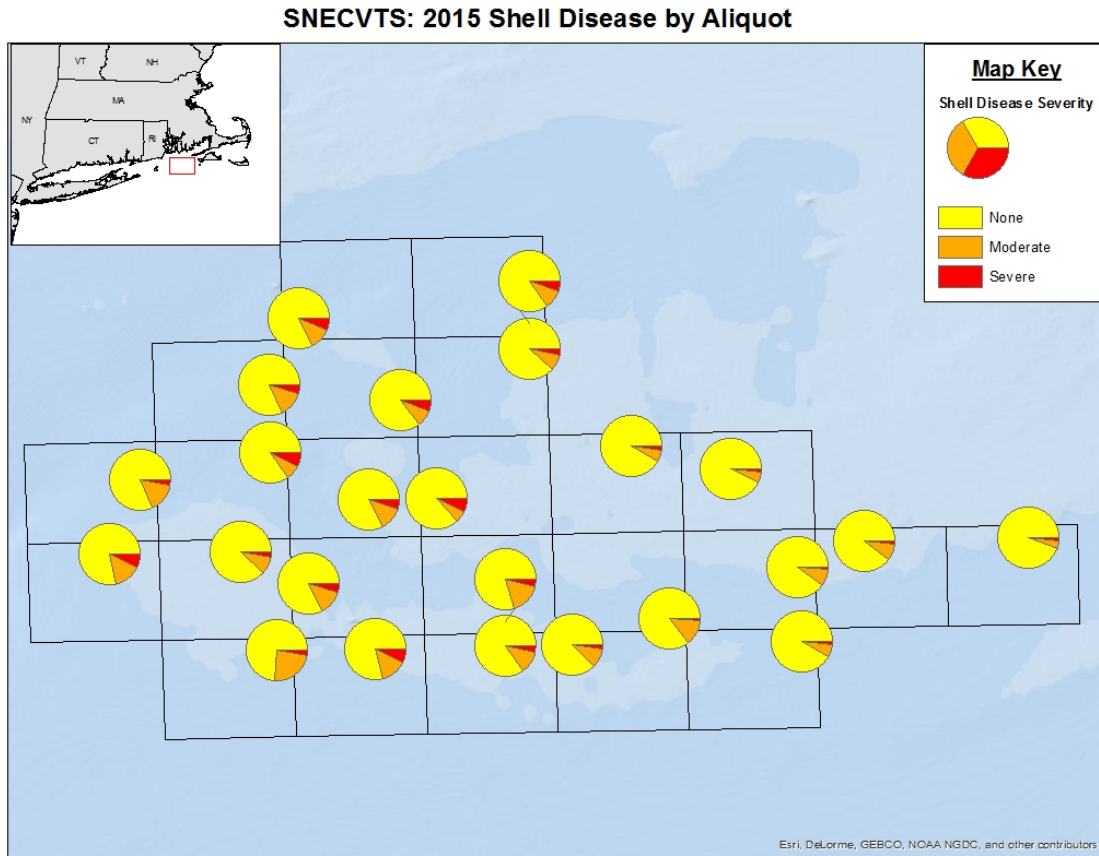 SNECVTS: 2015 Shell Disease by Aliquot
VT
NH
NY
MA
CT
RI
Map Key
Shell Disease Severity
None
Moderate
Severe
Esri, DeLorme, GEBCO, NOAA NGDC, and other contributors